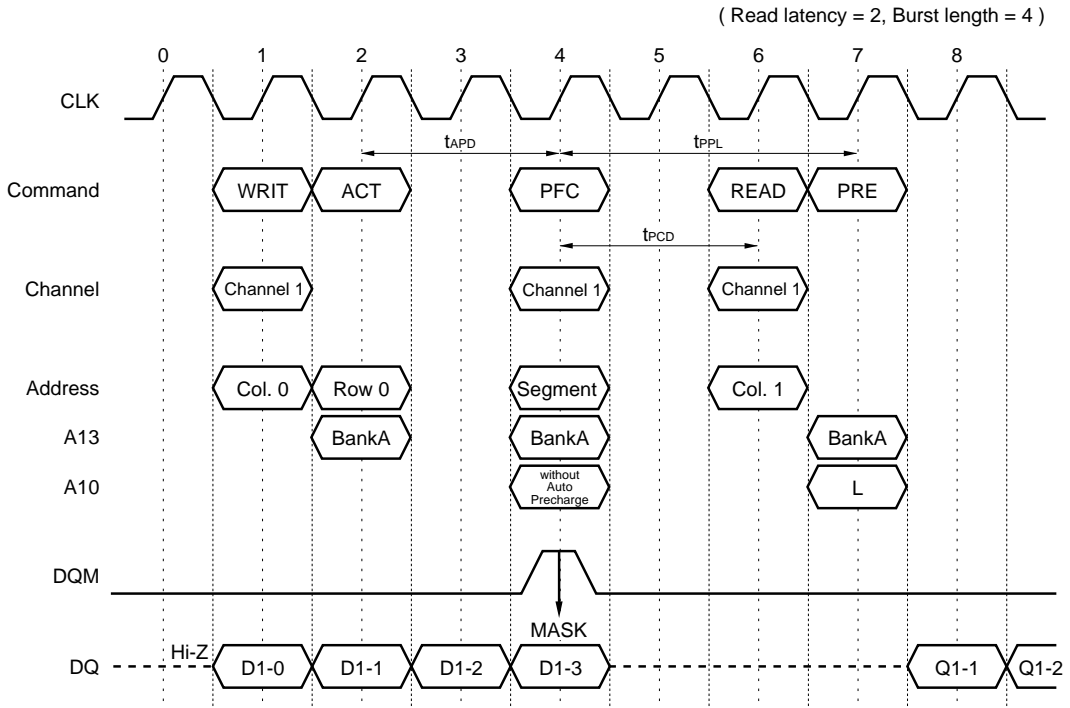 ( Read latency = 2, Burst length = 4 )
0 1 2 3 4 5 6 7 8
CLK
tAPD tPPL
Command WRIT ACT PFC READ PRE
tPCD
Channel Channel 1 Channel 1 Channel 1
Address Col. 0 Row 0 Segment Col. 1
A13 BankA BankA BankA
without
A10 Auto L
Precharge
DQM
MASK
Hi-Z
DQ D1-0 D1-1 D1-2 D1-3 Q1-1 Q1-2